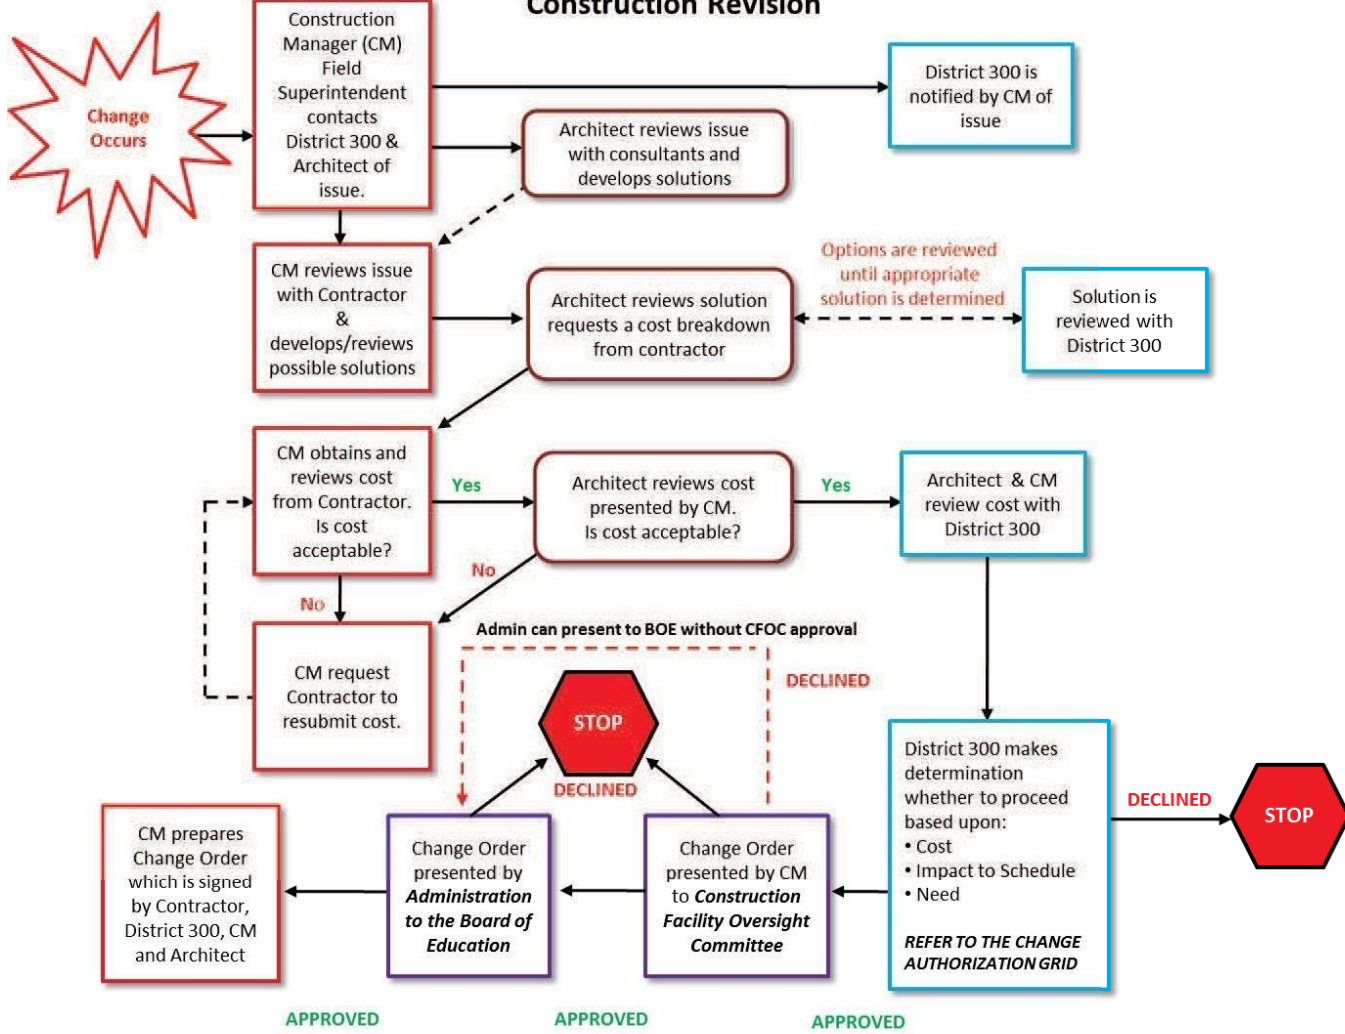 Construction Revision
Change
Occurs
Construction
Manager (CM)
Field
Superintendent
contacts
District 300 &
Architect of
issue.
District 300 is
notified by CM of
issue
Architect reviews issue
with consultants and
develops solutions
CM reviews issue
with Contractor
&
develops/reviews
possible solutions
Architect reviews solution
requests a cost breakdown
from contractor
Options are reviewed
until appropriate
solution is determined
Solution is
reviewed with
District 300
CM obtains and
reviews cost
from Contractor.
Is cost
acceptable?
Yes
Architect reviews cost
presented by CM.
Is cost acceptable?
Yes
Architect & CM
review cost with
District 300
No
No
CM request
Contractor to
resubmit cost.
Admin can present to BOE without CFOC approval
DECLINED
STOP
DECLINED
District 300 makes
determination
whether to proceed
based upon:
• Cost
• Impact to Schedule
• Need
REFER TO THE CHANGE
AUTHORIZATION GRID
DECLINED
STOP
CM prepares
Change Order
which is signed
by Contractor,
District 300, CM
and Architect
Change Order
presented by
Administration
to the Board of
Education
Change Order
presented by CM
to Construction
Facility Oversight
Committee
APPROVED
APPROVED
APPROVED